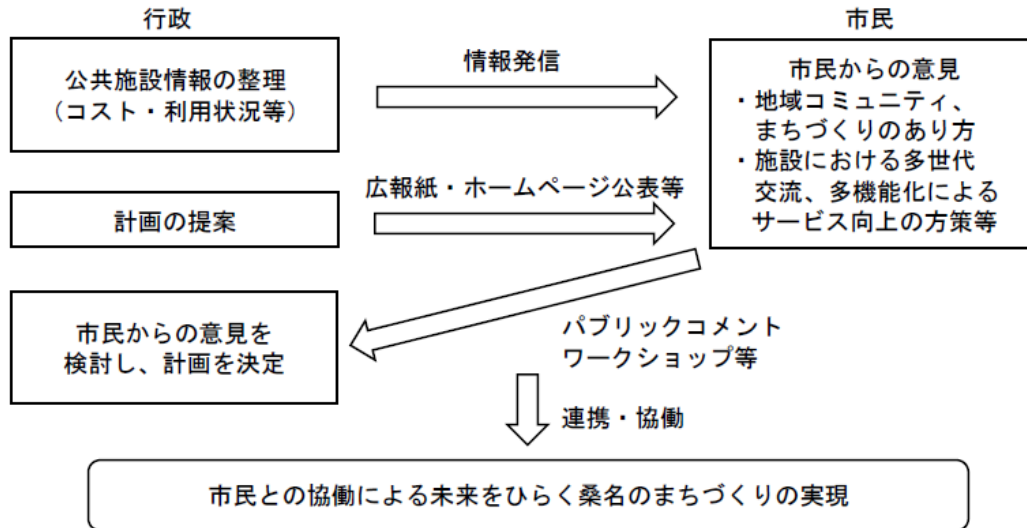 行政
市民
公共施設情報の整理
（コスト・利用状況等）
情報発信
市民からの意見
・地域コミュニティ、
まちづくりのあり方
・施設における多世代
交流、多機能化による
サービス向上の方策等
計画の提案
広報紙・ホームページ公表等
市民からの意見を
検討し、計画を決定
パブリックコメント
ワークショップ等
連携・協働
市民との協働による未来をひらく桑名のまちづくりの実現